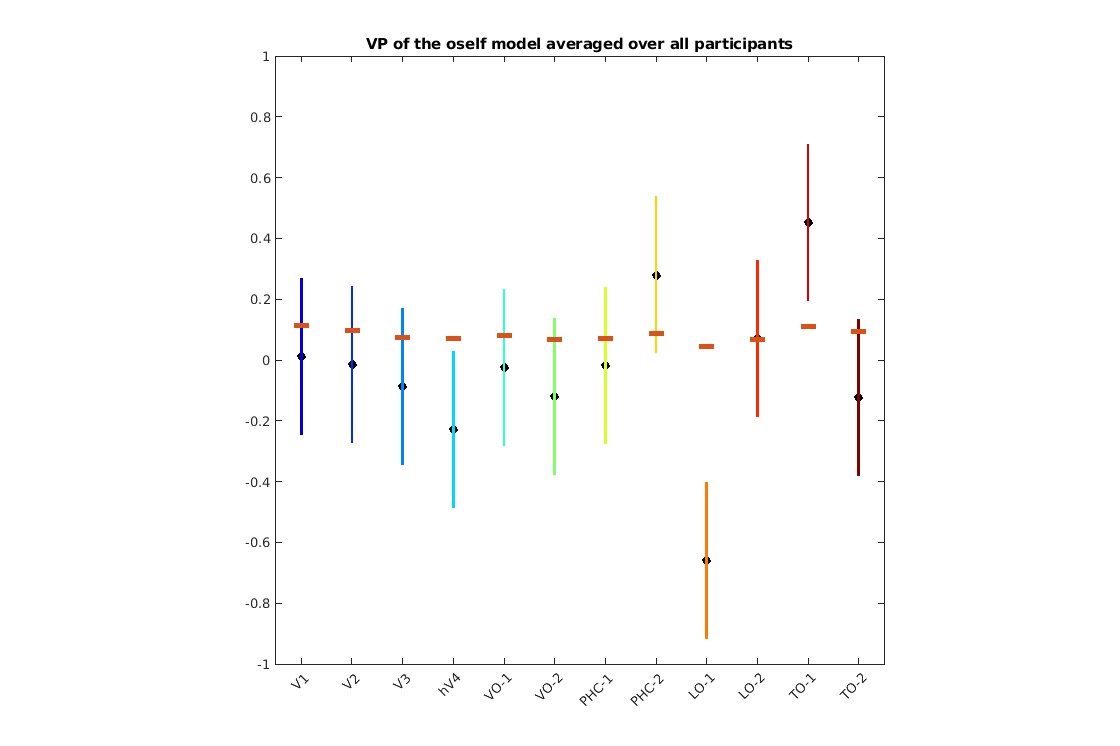 VP of the oself model averaged over all participants
1
0.8
0.6
0.4
0.2
0
-0.2
-0.4
-0.6
-0.8
-1
V1
V2
V3
hV4
VO-1
VO-2
PHC-1
PHC-2
LO-1
LO-2
TO-1
TO-2